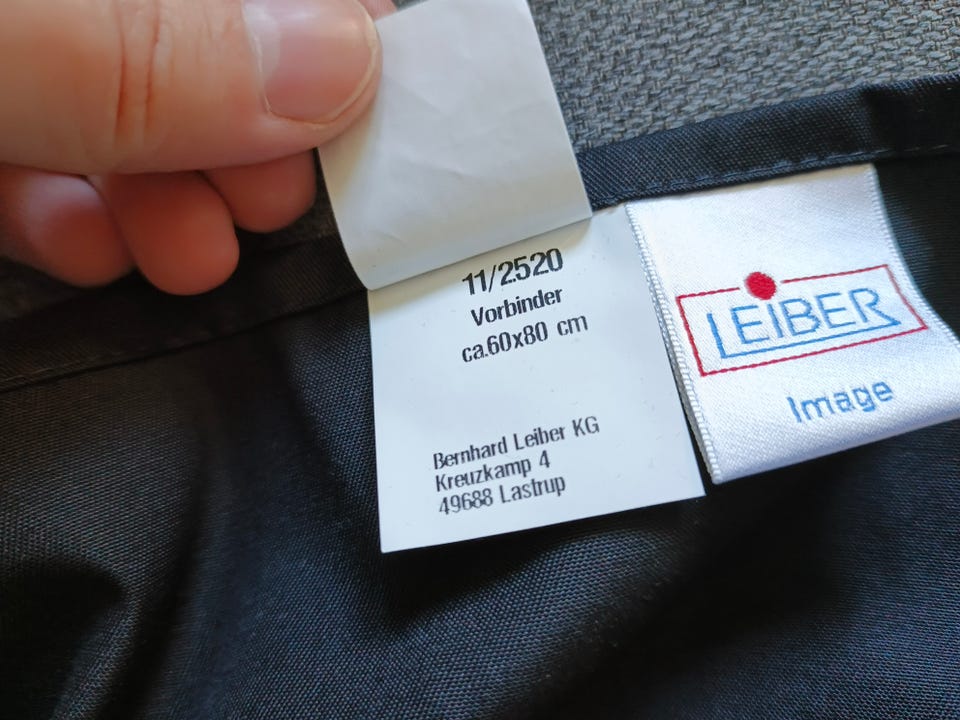 11/2520
Vorbinder
ca.60x80 cm
Bernhard Leiber KG
Kreuzkamp 4
49688 Lastrup
LEIBER
Image